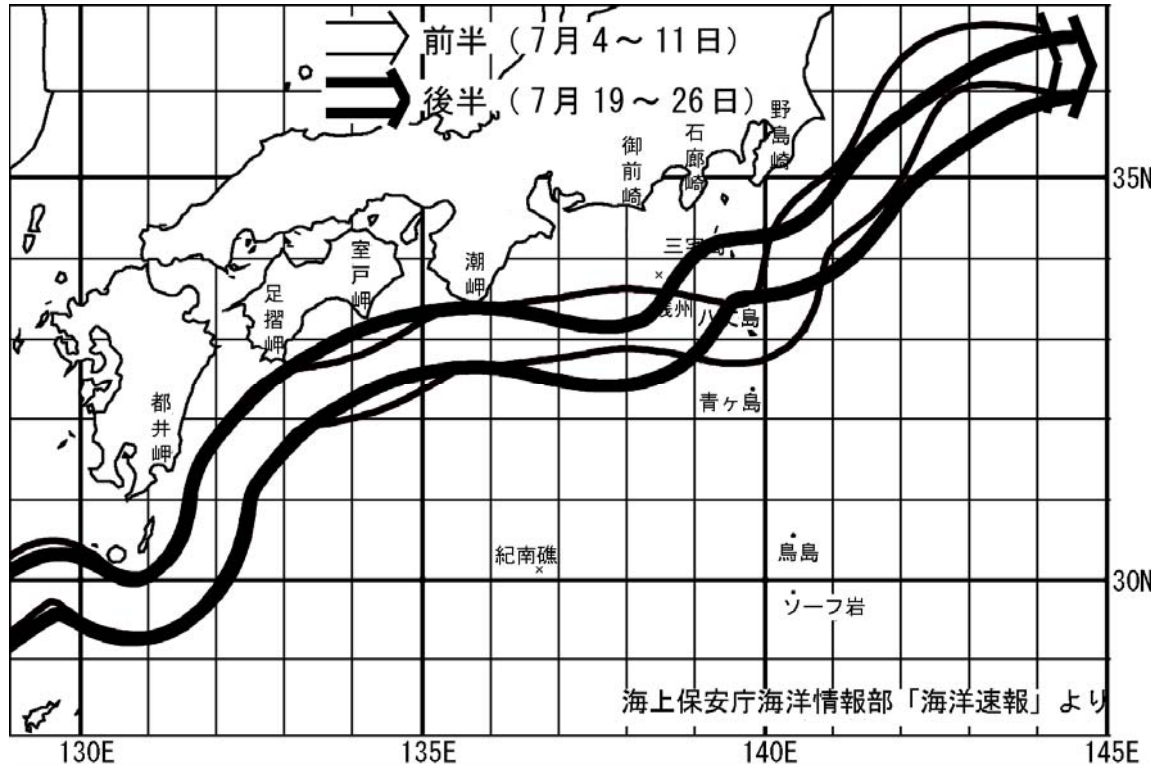 前半（7月4～11日）
後半（7月19～26日）
野島崎
石廊崎
御前崎
三宅島
室戸岬
潮岬
足摺岬
八丈島
青ヶ島
都井岬
紀南礁
鳥島
ソーフ岩
海上保安庁海洋情報部「海洋速報」より
35N
30N
130E
135E
140E
145E